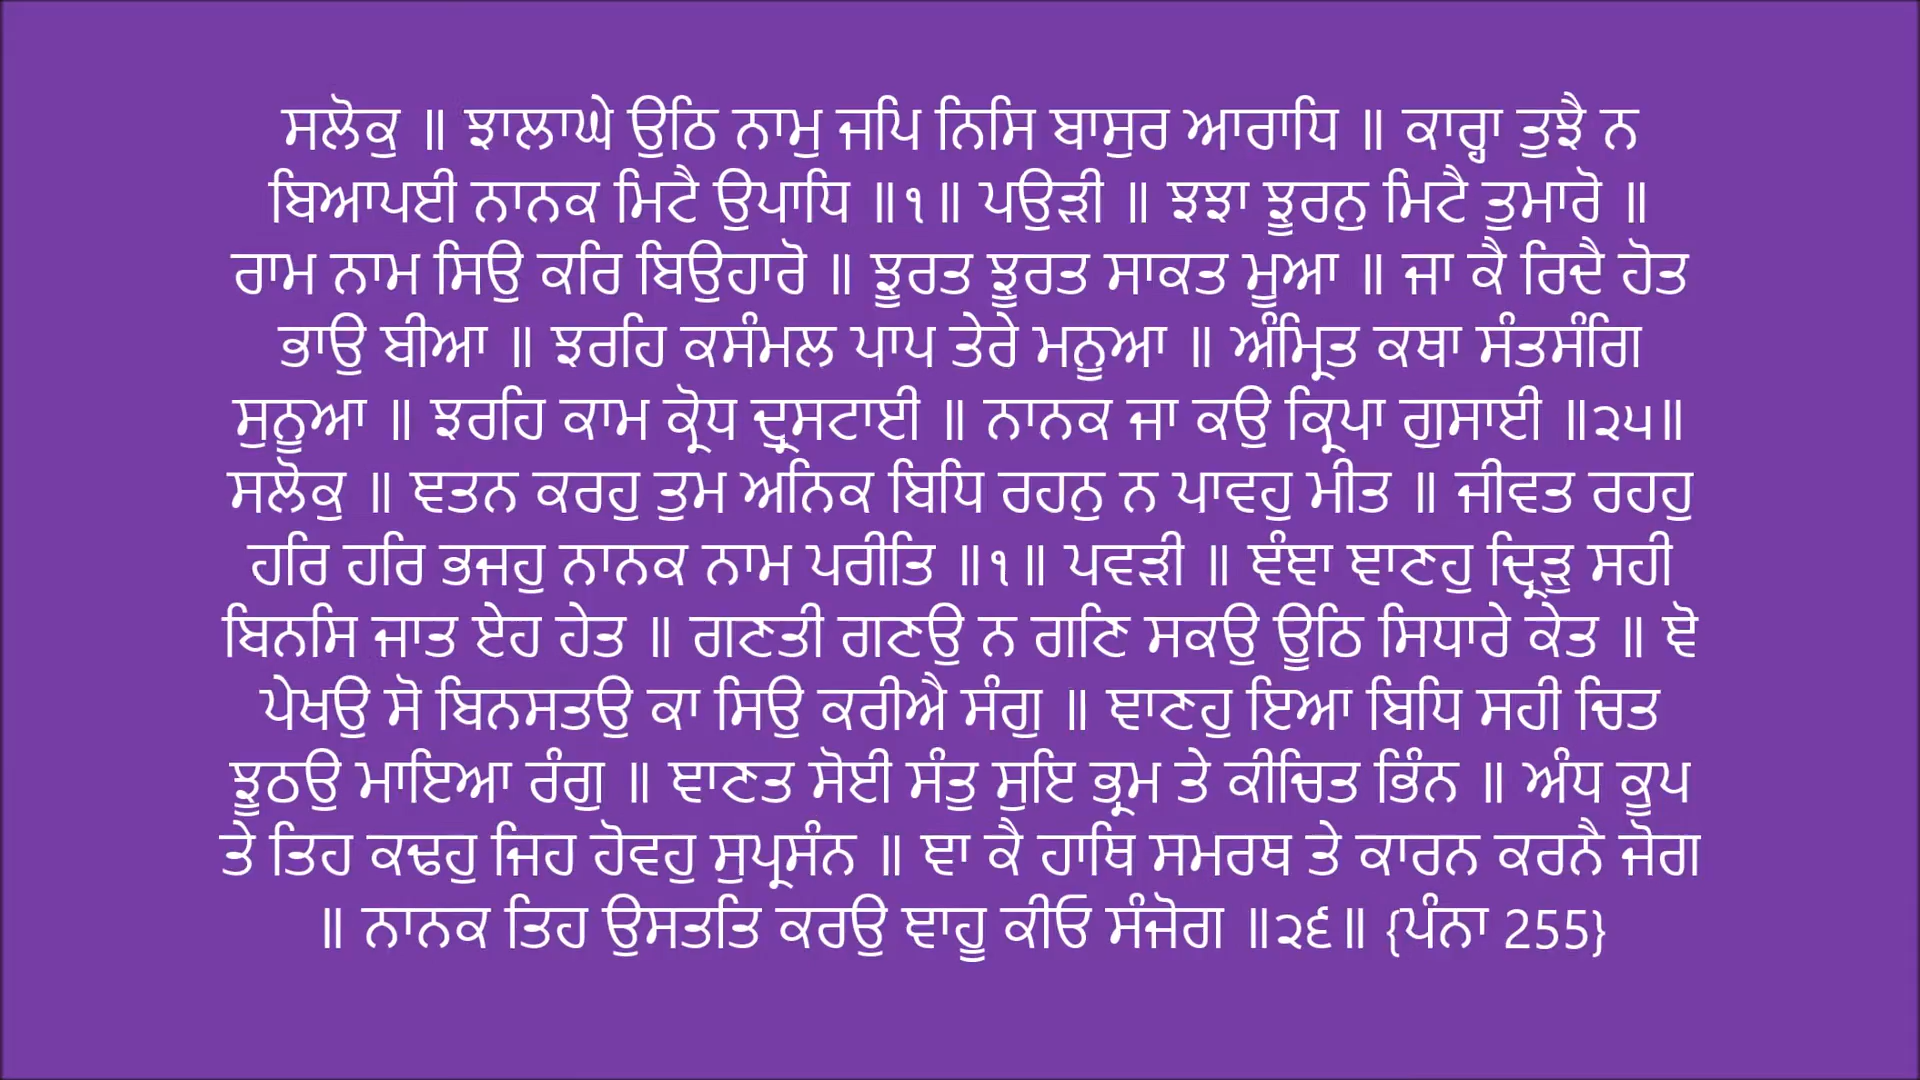 ਸਲੋਕੁ ॥ ਝਾਲਾਘੇ ਉਠਿ ਨਾਮੁ ਜਪਿ ਨਿਸਿ ਬਾਸੁਰ ਆਰਾਧਿ ॥ ਕਾਰ੍ਹਾ ਤੁਝੈ ਨ
ਬਿਆਪਈ ਨਾਨਕ ਮਿਟੈ ਉਪਾਧਿ ॥੧॥ ਪਉੜੀ ॥ ਝਝਾ ਝੂਰਨੁ ਮਿਟੈ ਤੁਮਾਰੋ ॥
ਰਾਮ ਨਾਮ ਸਿਉ ਕਰਿ ਬਿਉਹਾਰੋ ॥ ਝੂਰਤ ਝੂਰਤ ਸਾਕਤ ਮੂਆ ॥ ਜਾ ਕੈ ਰਿਦੈ ਹੋਤ
ਭਾਉ ਬੀਆ ॥ ਝਰਹਿ ਕਸੰਮਲ ਪਾਪ ਤੇਰੇ ਮਨੂਆ ॥ ਅੰਮ੍ਰਿਤ ਕਥਾ ਸੰਤਸੰਗਿ
ਸੁਨੂਆ ॥ ਝਰਹਿ ਕਾਮ ਕ੍ਰੋਧ ਦ੍ਰੁਸਟਾਈ ॥ ਨਾਨਕ ਜਾ ਕਉ ਕ੍ਰਿਪਾ ਗੁਸਾਈ ॥੨੫॥
ਸਲੋਕੁ ॥ ਞਤਨ ਕਰਹੁ ਤੁਮ ਅਨਿਕ ਬਿਧਿ ਰਹਨੁ ਨ ਪਾਵਹੁ ਮੀਤ ॥ ਜੀਵਤ ਰਹਹੁ
ਹਰਿ ਹਰਿ ਭਜਹੁ ਨਾਨਕ ਨਾਮ ਪਰੀਤਿ ॥੧॥ ਪਵੜੀ ॥ ਞੰਞਾ ਞਾਣਹੁ ਦ੍ਰਿੜੁ ਸਹੀ
ਬਿਨਸਿ ਜਾਤ ਏਹ ਹੇਤ ॥ ਗਣਤੀ ਗਣਉ ਨ ਗਣਿ ਸਕਉ ਊਠਿ ਸਿਧਾਰੇ ਕੇਤ ॥ ਞੋ
ਪੇਖਉ ਸੋ ਬਿਨਸਤਉ ਕਾ ਸਿਉ ਕਰੀਐ ਸੰਗੁ ॥ ਞਾਣਹੁ ਇਆ ਬਿਧਿ ਸਹੀ ਚਿਤ
ਝੂਠਉ ਮਾਇਆ ਰੰਗੁ ॥ ਞਾਣਤ ਸੋਈ ਸੰਤੁ ਸੁਇ ਭ੍ਰਮ ਤੇ ਕੀਚਿਤ ਭਿੰਨ ॥ ਅੰਧ ਕੂਪ
ਤੇ ਤਿਹ ਕਢਹੁ ਜਿਹ ਹੋਵਹੁ ਸੁਪ੍ਰਸੰਨ ॥ ਞਾ ਕੈ ਹਾਥਿ ਸਮਰਥ ਤੇ ਕਾਰਨ ਕਰਨੈ ਜੋਗ
॥ ਨਾਨਕ ਤਿਹ ਉਸਤਤਿ ਕਰਉ ਞਾਹੂ ਕੀਓ ਸੰਜੋਗ ॥੨੬॥ {ਪੰਨਾ 255}